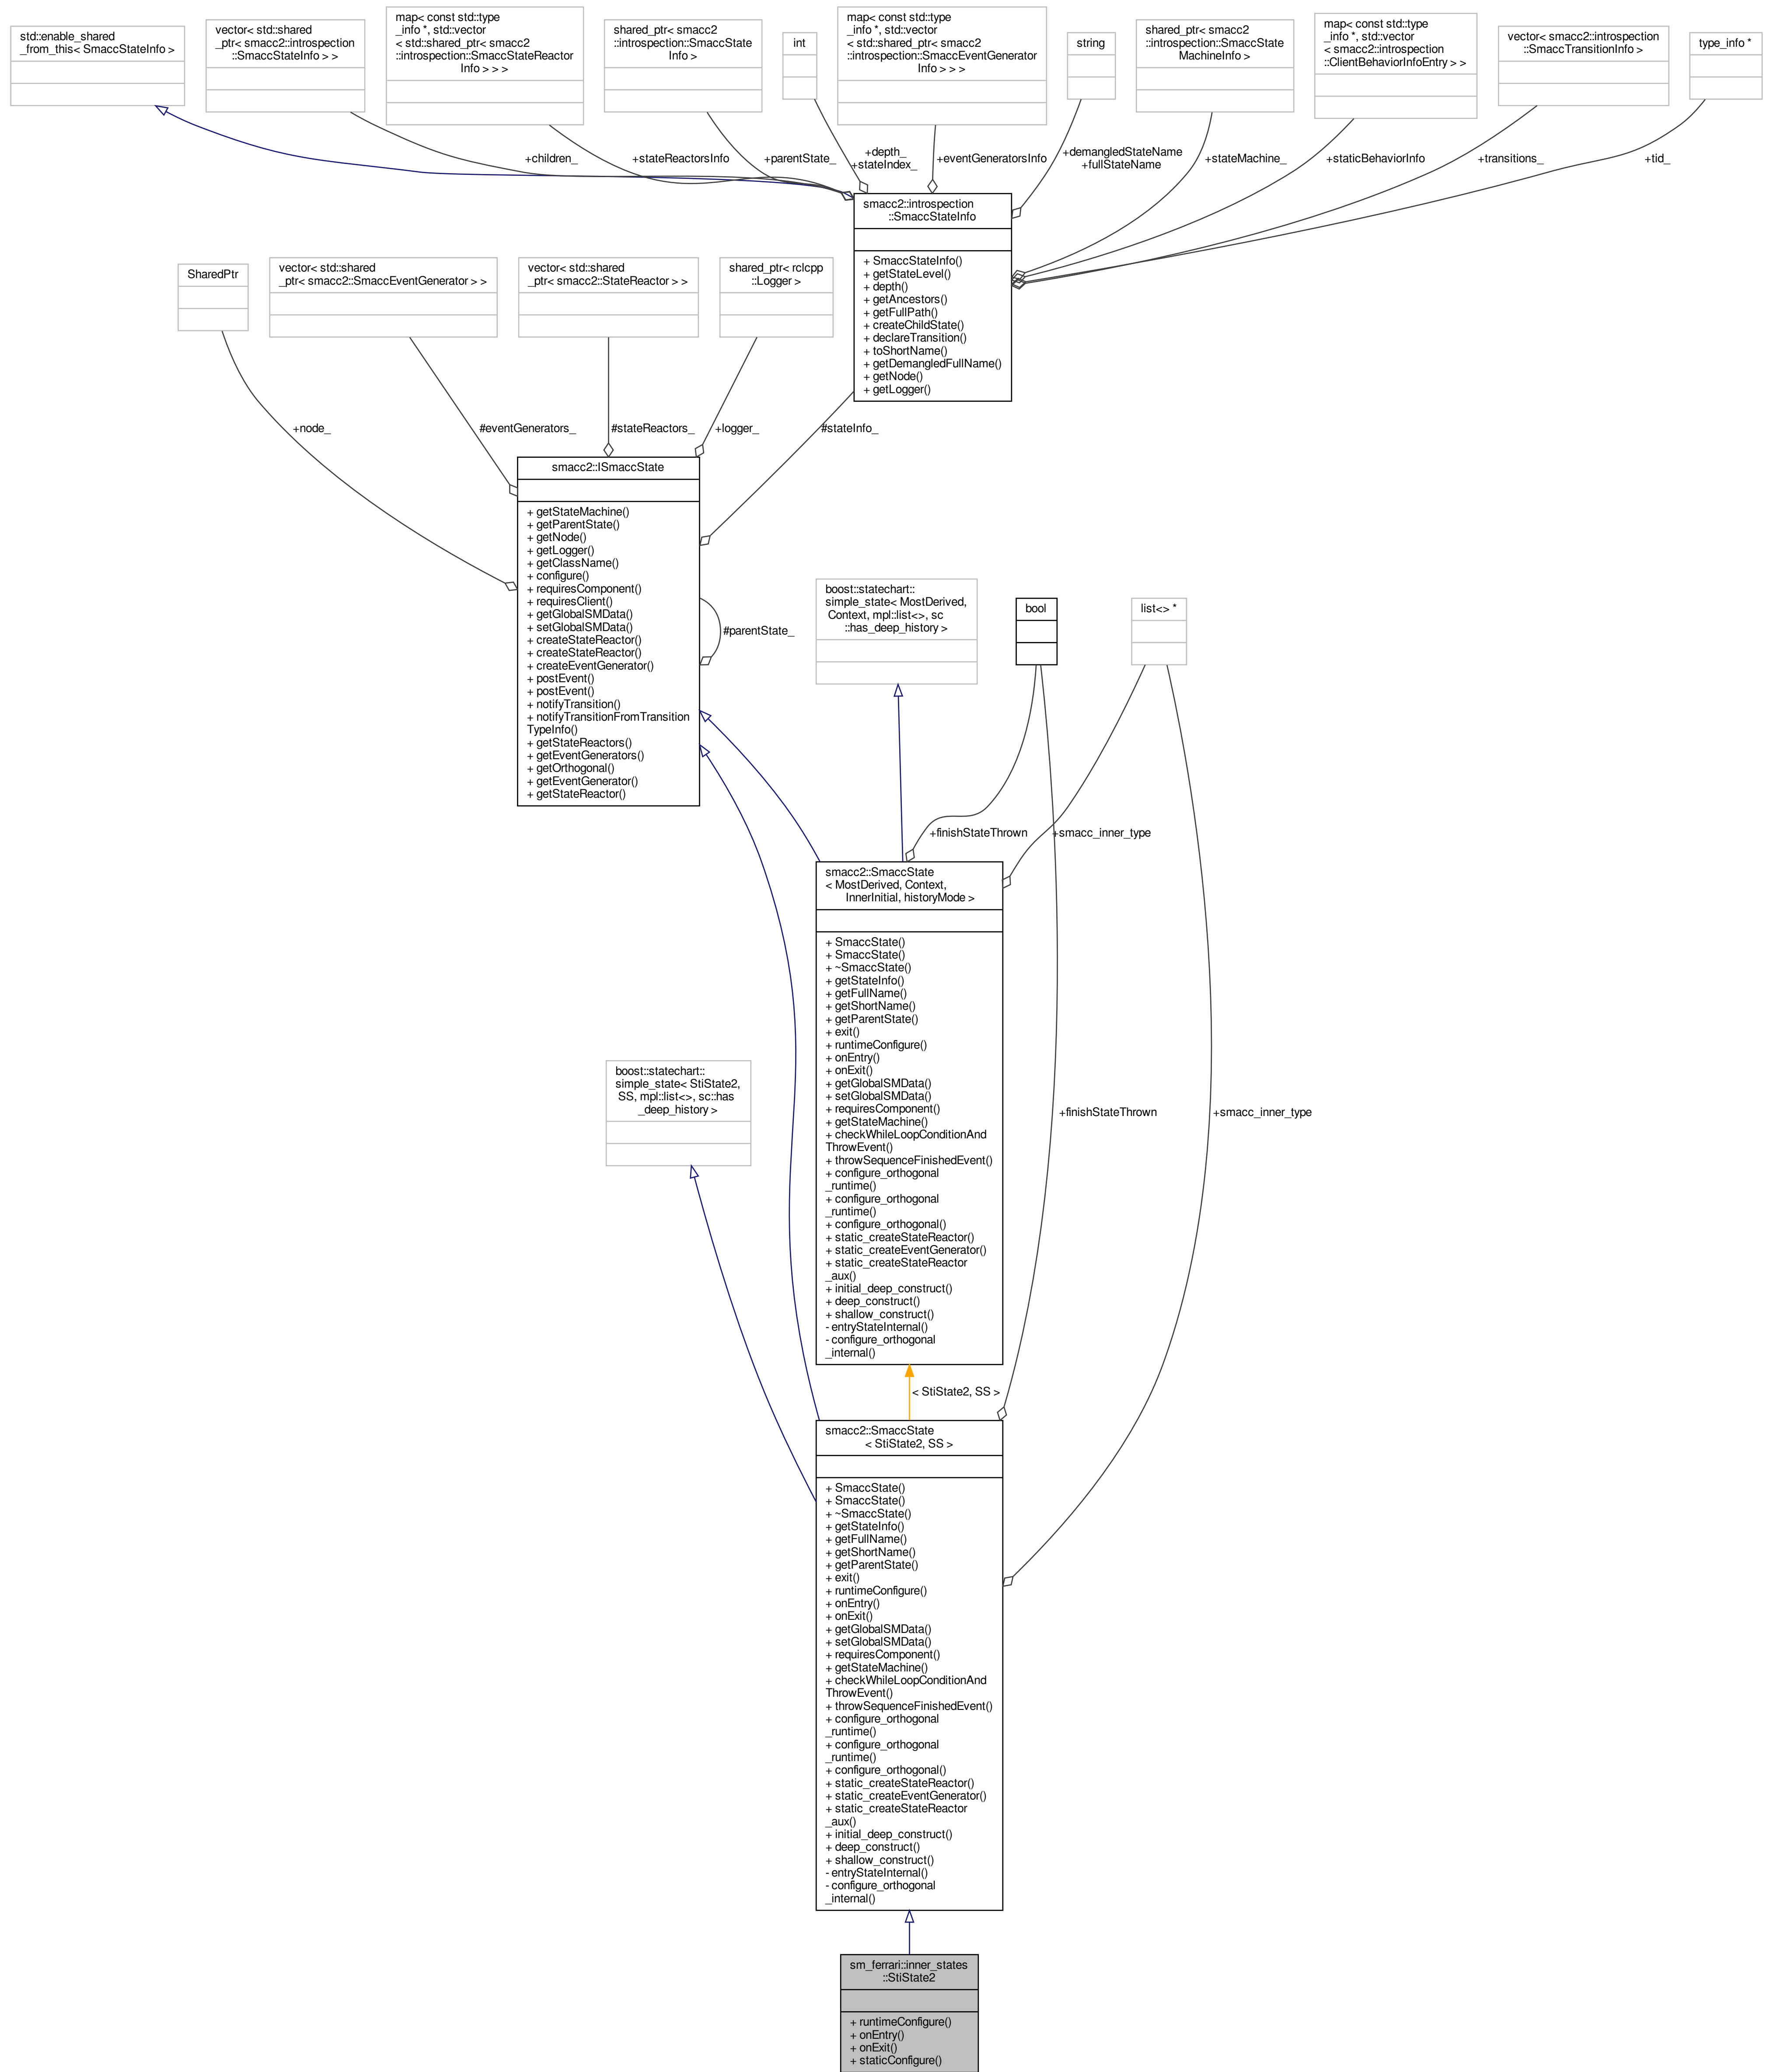 std::enable_shared
_from_this< SmaccStateInfo >
vector< std::shared
_ptr< smacc2::introspection
::SmaccStateInfo > >
map< const std::type
_info *, std::vector
< std::shared_ptr< smacc2
::introspection::SmaccStateReactor
Info > > >
shared_ptr< smacc2
::introspection::SmaccState
Info >
int
map< const std::type
_info *, std::vector
< std::shared_ptr< smacc2
::introspection::SmaccEventGenerator
Info > > >
string
shared_ptr< smacc2
::introspection::SmaccState
MachineInfo >
map< const std::type
_info *, std::vector
< smacc2::introspection
::ClientBehaviorInfoEntry > >
vector< smacc2::introspection
::SmaccTransitionInfo >
type_info *
+children_
+stateReactorsInfo
+parentState_
+depth_
+stateIndex_
+eventGeneratorsInfo
+demangledStateName
+fullStateName
+stateMachine_
+staticBehaviorInfo
+transitions_
+tid_
smacc2::introspection
::SmaccStateInfo
+ SmaccStateInfo()
+ getStateLevel()
+ depth()
+ getAncestors()
+ getFullPath()
+ createChildState()
+ declareTransition()
+ toShortName()
+ getDemangledFullName()
+ getNode()
+ getLogger()
SharedPtr
vector< std::shared
_ptr< smacc2::SmaccEventGenerator > >
vector< std::shared
_ptr< smacc2::StateReactor > >
shared_ptr< rclcpp
::Logger >
+node_
#eventGenerators_
#stateReactors_
+logger_
#stateInfo_
smacc2::ISmaccState
+ getStateMachine()
+ getParentState()
+ getNode()
+ getLogger()
+ getClassName()
+ configure()
+ requiresComponent()
+ requiresClient()
+ getGlobalSMData()
+ setGlobalSMData()
+ createStateReactor()
+ createStateReactor()
+ createEventGenerator()
+ postEvent()
+ postEvent()
+ notifyTransition()
+ notifyTransitionFromTransition
TypeInfo()
+ getStateReactors()
+ getEventGenerators()
+ getOrthogonal()
+ getEventGenerator()
+ getStateReactor()
#parentState_
boost::statechart::
simple_state< MostDerived,
Context, mpl::list<>, sc
::has_deep_history >
bool
list<> *
+finishStateThrown
+smacc_inner_type
smacc2::SmaccState
< MostDerived, Context,
InnerInitial, historyMode >
+ SmaccState()
+ SmaccState()
+ ~SmaccState()
+ getStateInfo()
+ getFullName()
+ getShortName()
+ getParentState()
+ exit()
+ runtimeConfigure()
+ onEntry()
+ onExit()
+ getGlobalSMData()
+ setGlobalSMData()
+ requiresComponent()
+ getStateMachine()
+ checkWhileLoopConditionAnd
ThrowEvent()
+ throwSequenceFinishedEvent()
+ configure_orthogonal
_runtime()
+ configure_orthogonal
_runtime()
+ configure_orthogonal()
+ static_createStateReactor()
+ static_createEventGenerator()
+ static_createStateReactor
_aux()
+ initial_deep_construct()
+ deep_construct()
+ shallow_construct()
- entryStateInternal()
- configure_orthogonal
_internal()
boost::statechart::
simple_state< StiState2,
SS, mpl::list<>, sc::has
_deep_history >
+finishStateThrown
+smacc_inner_type
< StiState2, SS >
smacc2::SmaccState
< StiState2, SS >
+ SmaccState()
+ SmaccState()
+ ~SmaccState()
+ getStateInfo()
+ getFullName()
+ getShortName()
+ getParentState()
+ exit()
+ runtimeConfigure()
+ onEntry()
+ onExit()
+ getGlobalSMData()
+ setGlobalSMData()
+ requiresComponent()
+ getStateMachine()
+ checkWhileLoopConditionAnd
ThrowEvent()
+ throwSequenceFinishedEvent()
+ configure_orthogonal
_runtime()
+ configure_orthogonal
_runtime()
+ configure_orthogonal()
+ static_createStateReactor()
+ static_createEventGenerator()
+ static_createStateReactor
_aux()
+ initial_deep_construct()
+ deep_construct()
+ shallow_construct()
- entryStateInternal()
- configure_orthogonal
_internal()
sm_ferrari::inner_states
::StiState2
+ runtimeConfigure()
+ onEntry()
+ onExit()
+ staticConfigure()